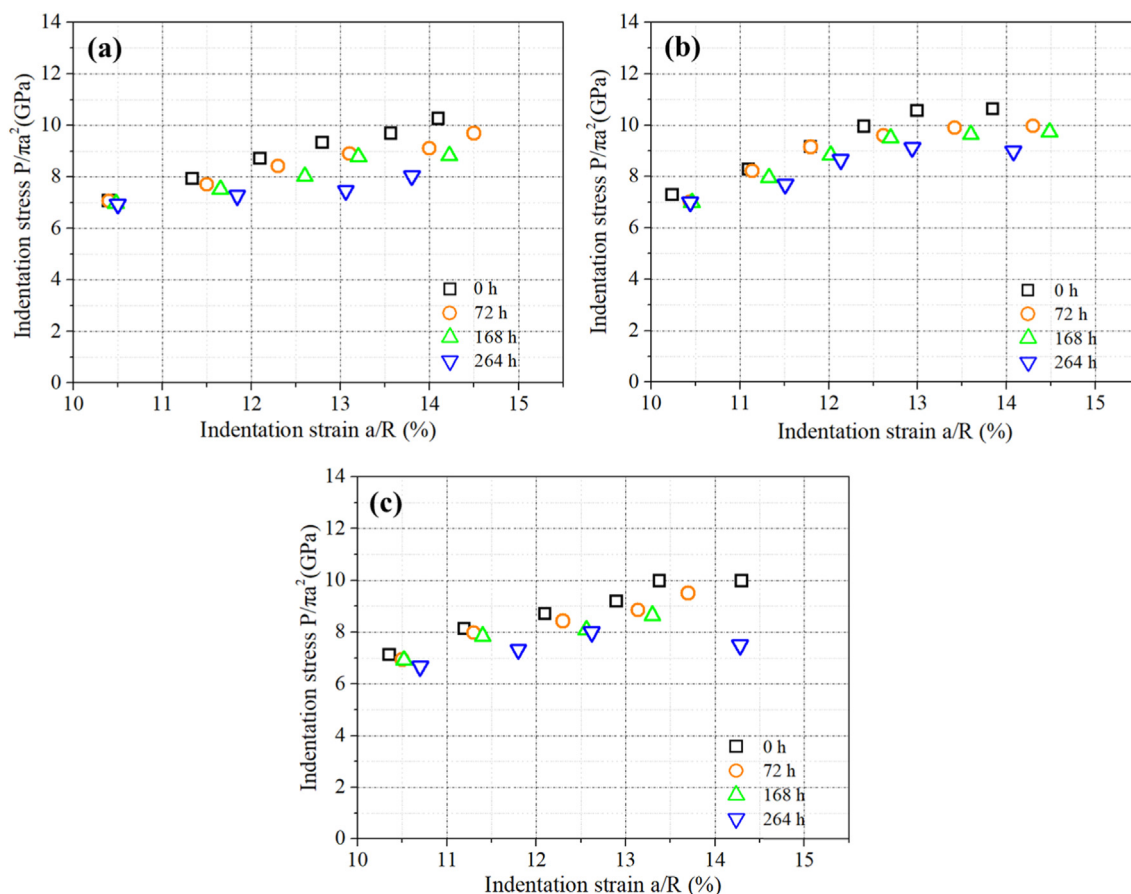 (a)
Indentation stress P/πa²(GPa)
14
12
10
8
6
4
2
0
0 h
72 h
168 h
264 h
10 11 12 13 14 15
Indentation strain a/R (%)
(b)
Indentation stress P/πa²(GPa)
14
12
10
8
6
4
2
0
0 h
72 h
168 h
264 h
10 11 12 13 14 15
Indentation strain a/R (%)
(c)
Indentation stress P/πa²(GPa)
14
12
10
8
6
4
2
0
0 h
72 h
168 h
264 h
10 11 12 13 14 15
Indentation strain a/R (%)